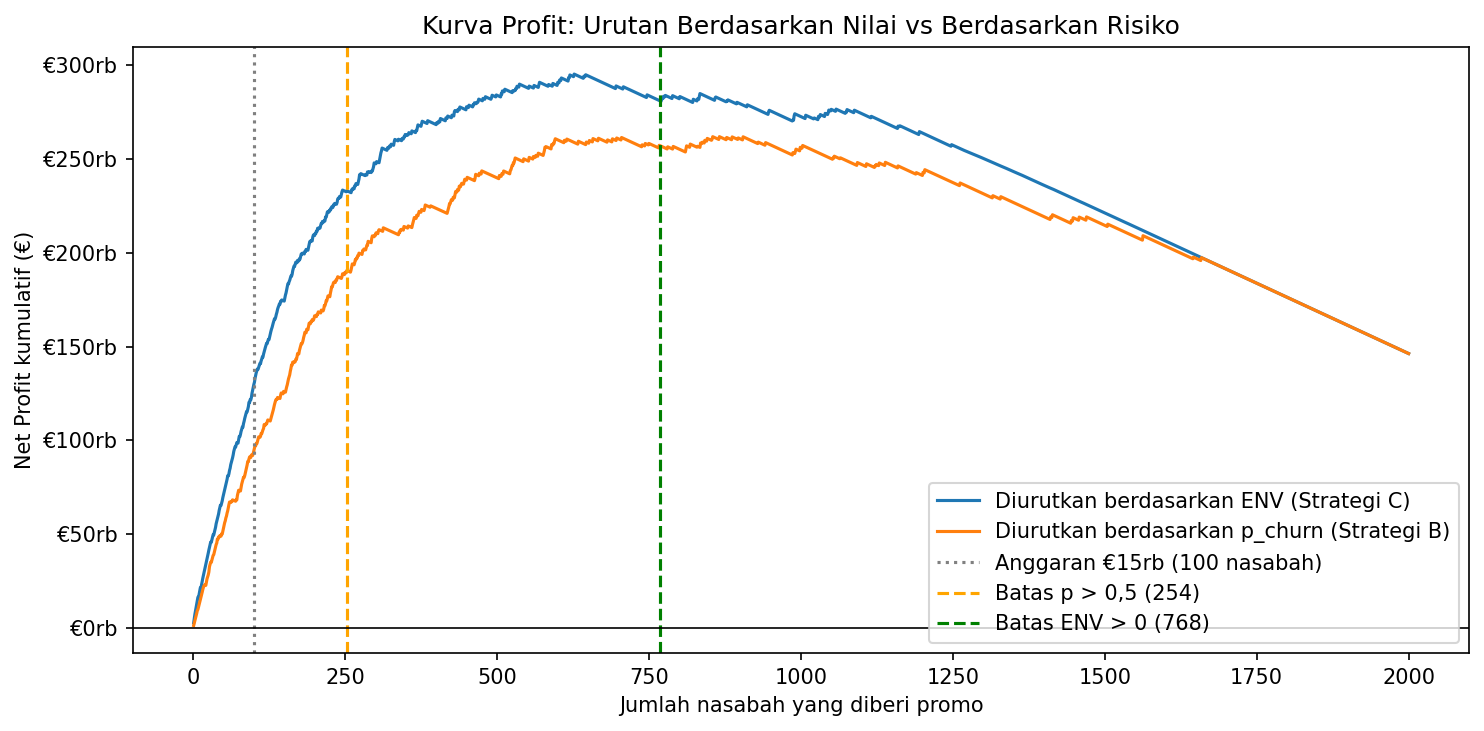 Kurva Profit: Urutan Berdasarkan Nilai vs Berdasarkan Risiko
Net Profit kumulatif (€)
€300rb
€250rb
€200rb
€150rb
€100rb
€50rb
€0rb
Diurutkan berdasarkan ENV (Strategi C)
Diurutkan berdasarkan p_churn (Strategi B)
Anggaran €15rb (100 nasabah)
Batas p > 0,5 (254)
Batas ENV > 0 (768)
0
250
500
750
1000
1250
1500
1750
2000
Jumlah nasabah yang diberi promo